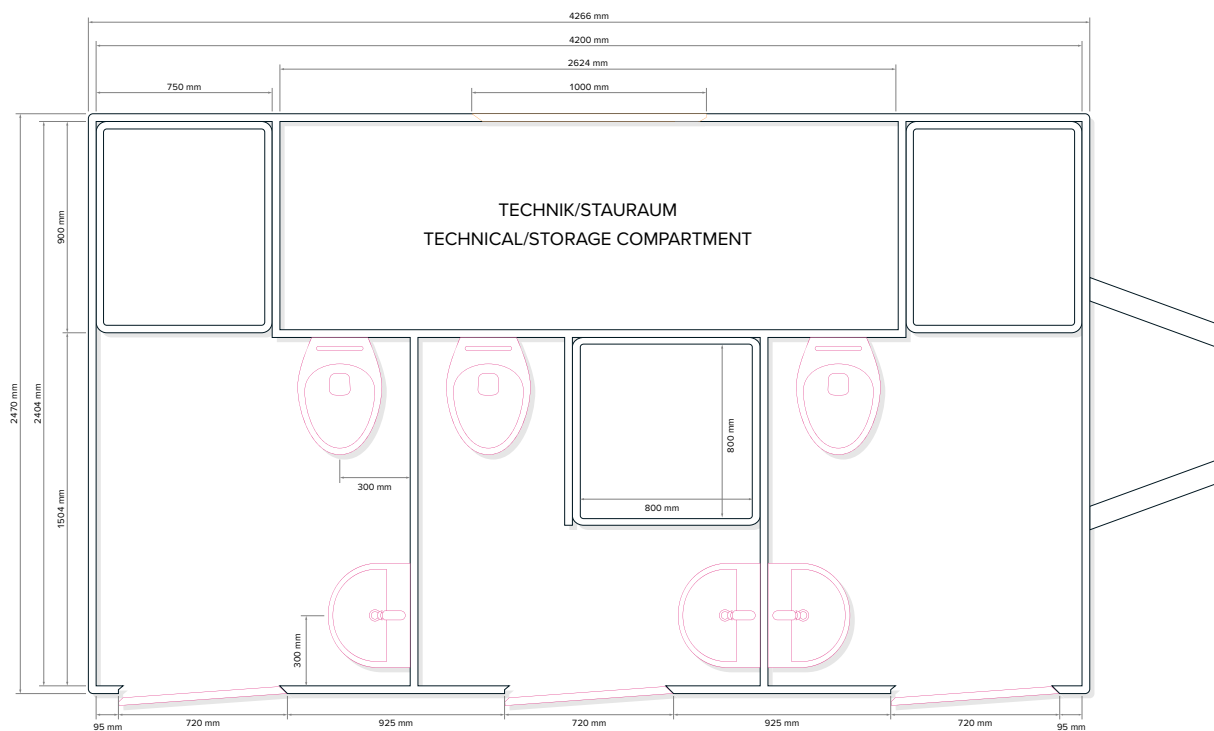 4266 mm
4200 mm
2624 mm
750 mm
1000 mm
TECHNIK/STAURAUM
TECHNICAL/STORAGE COMPARTMENT
900 mm
2470 mm
2404 mm
1504 mm
800 mm
800 mm
300 mm
300 mm
95 mm
720 mm
925 mm
720 mm
925 mm
720 mm
95 mm